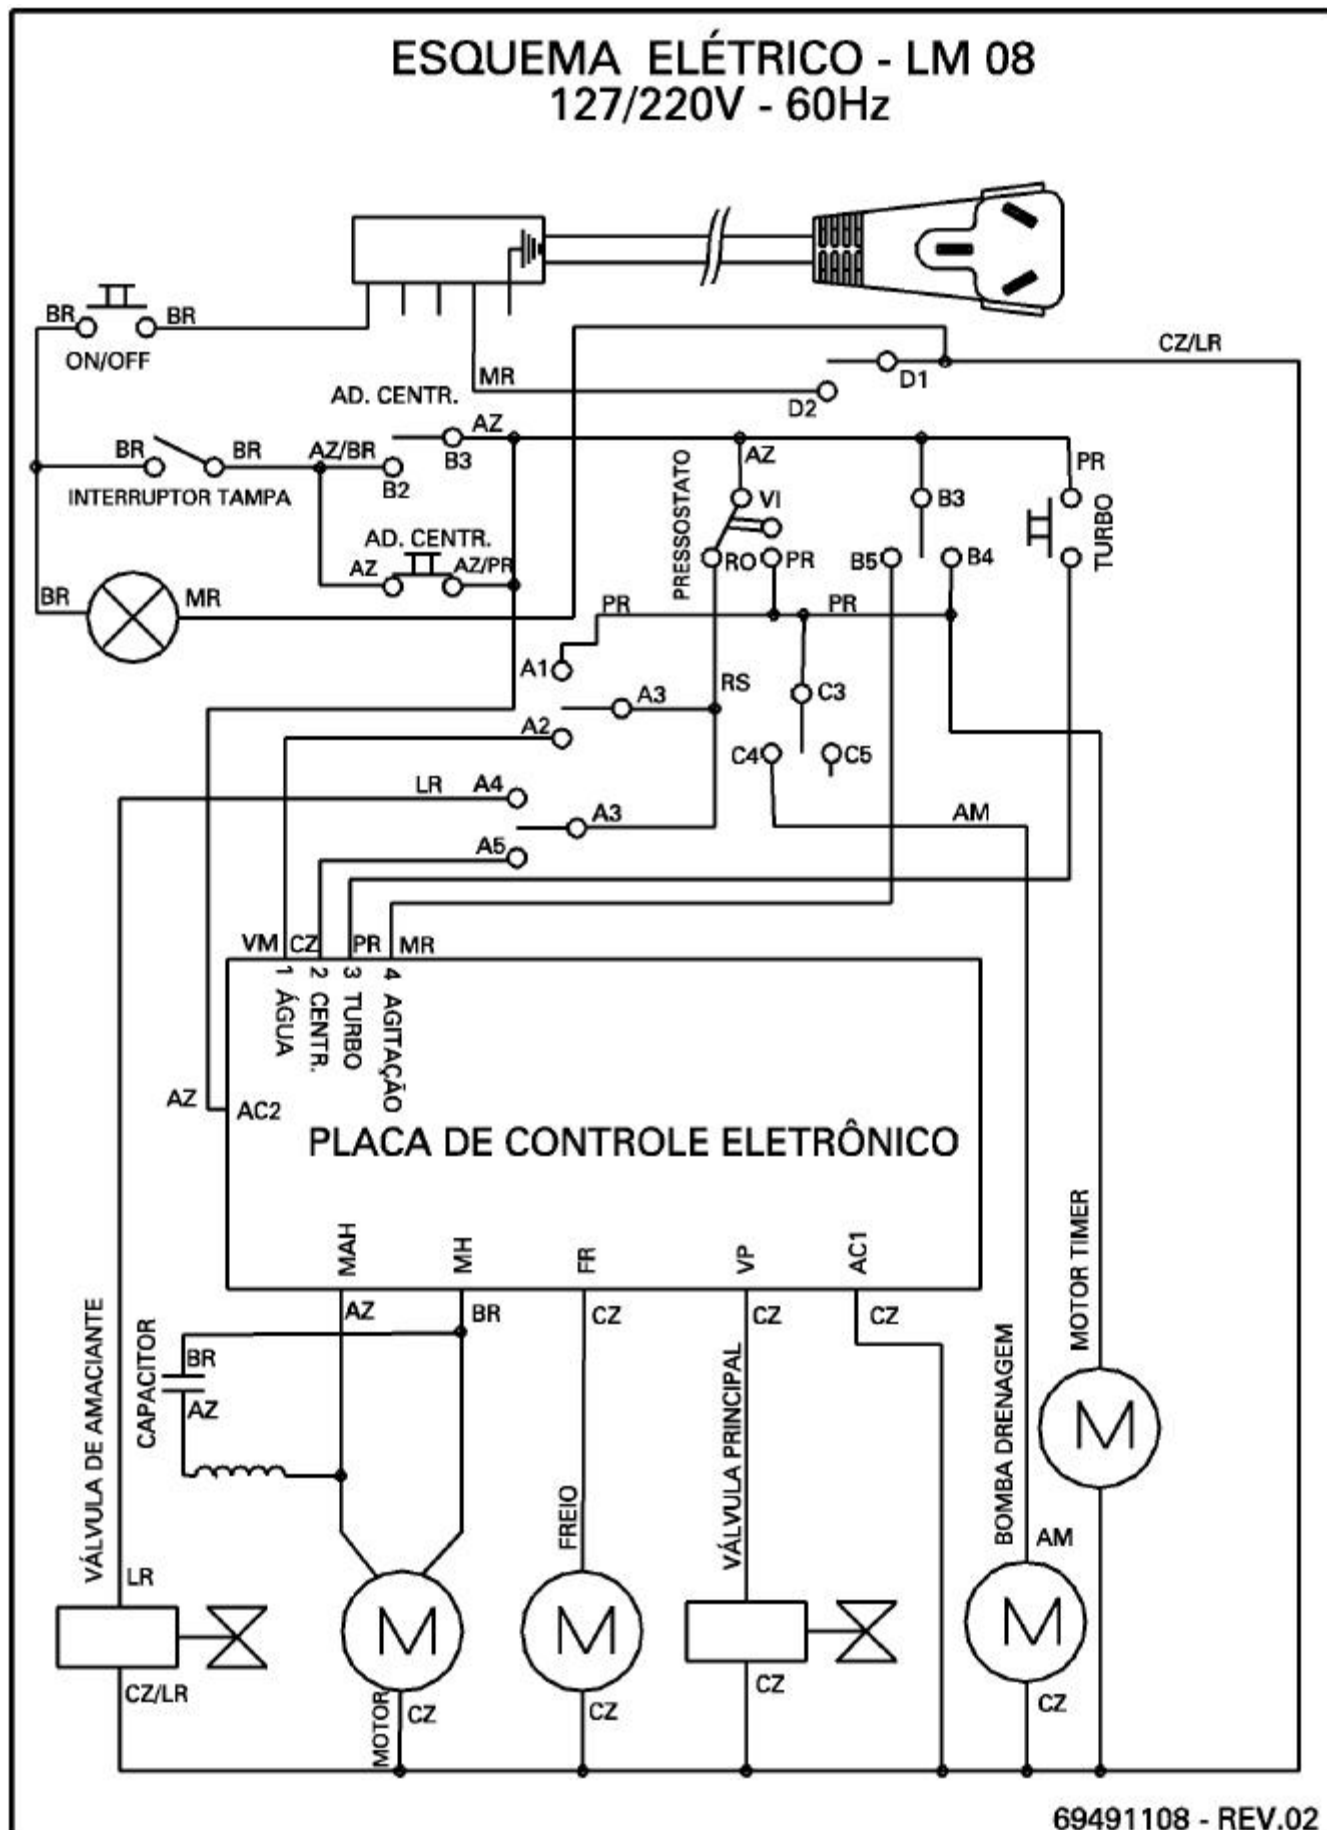 ESQUEMA ELÉTRICO - LM 08
127/220V - 60Hz
BR
BR
ON/OFF
CZ/LR
MR
D1
D2
AD. CENTR.
AZ
B3
BR
BR
AZ/BR
B2
INTERRUPTOR TAMPA
AZ
PR
PRESSOSTATO
VI
B3
TURBO
AD. CENTR.
AZ
AZ/PR
RO
PR
B5
B4
BR
MR
PR
PR
A1
RS
A3
C3
A2
C4
C5
LR
A4
AM
A3
A5
VM
CZ
PR
MR
1 ÁGUA
2 CENTR.
3 TURBO
4 AGITAÇÃO
AZ
AC2
PLACA DE CONTROLE ELETRÔNICO
MAH
MH
FR
VP
AC1
MOTOR TIMER
AZ
BR
CZ
CZ
CZ
VÁLVULA DE AMACIANTE
CAPACITOR
BR
AZ
VÁLVULA PRINCIPAL
BOMBA DRENAGEM
M
FREIO
AM
LR
M
M
M
CZ/LR
MOTOR
CZ
CZ
CZ
CZ
69491108 - REV.02